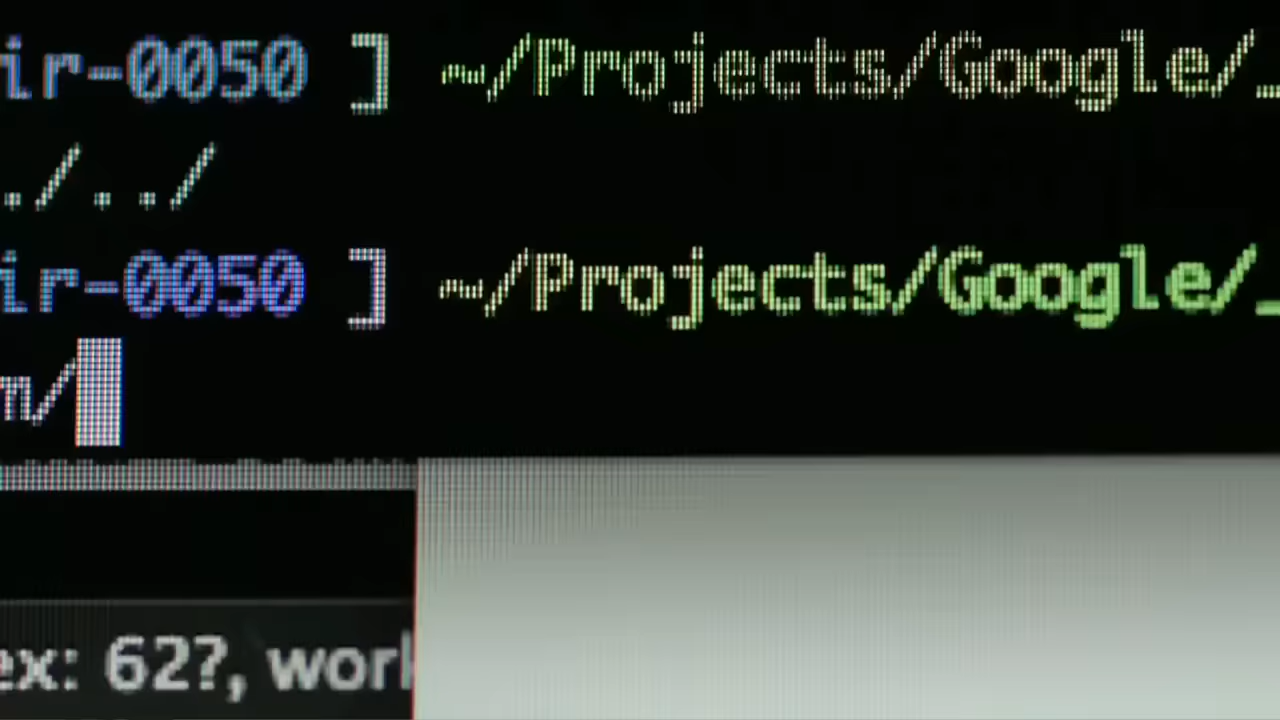 ir-0050 ] ~/Projects/Google/_
./../
ir-0050 ] ~/Projects/Google/_
m/
ex: 62?, work